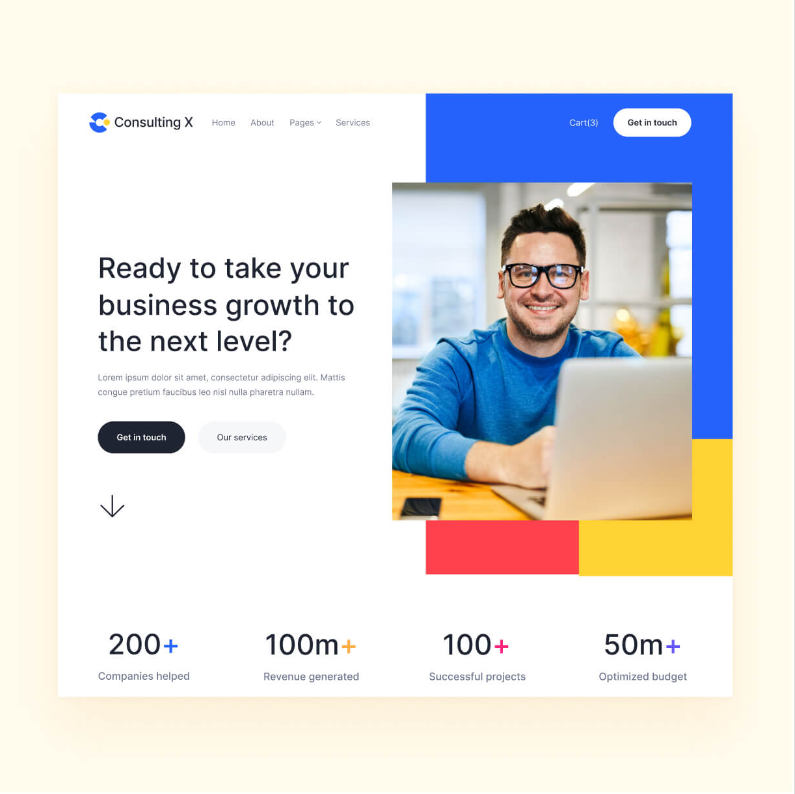 Consulting X
Home
About
Pages
Services
Cart(3)
Get in touch
Ready to take your
business growth to
the next level?
Lorem ipsum dolor sit amet, consectetur adipiscing elit. Mattis
congue pretium faucibus leo nisl nulla pharetra nullam.
Get in touch
Our services
200+
100m+
100+
50m+
Companies helped
Revenue generated
Successful projects
Optimized budget